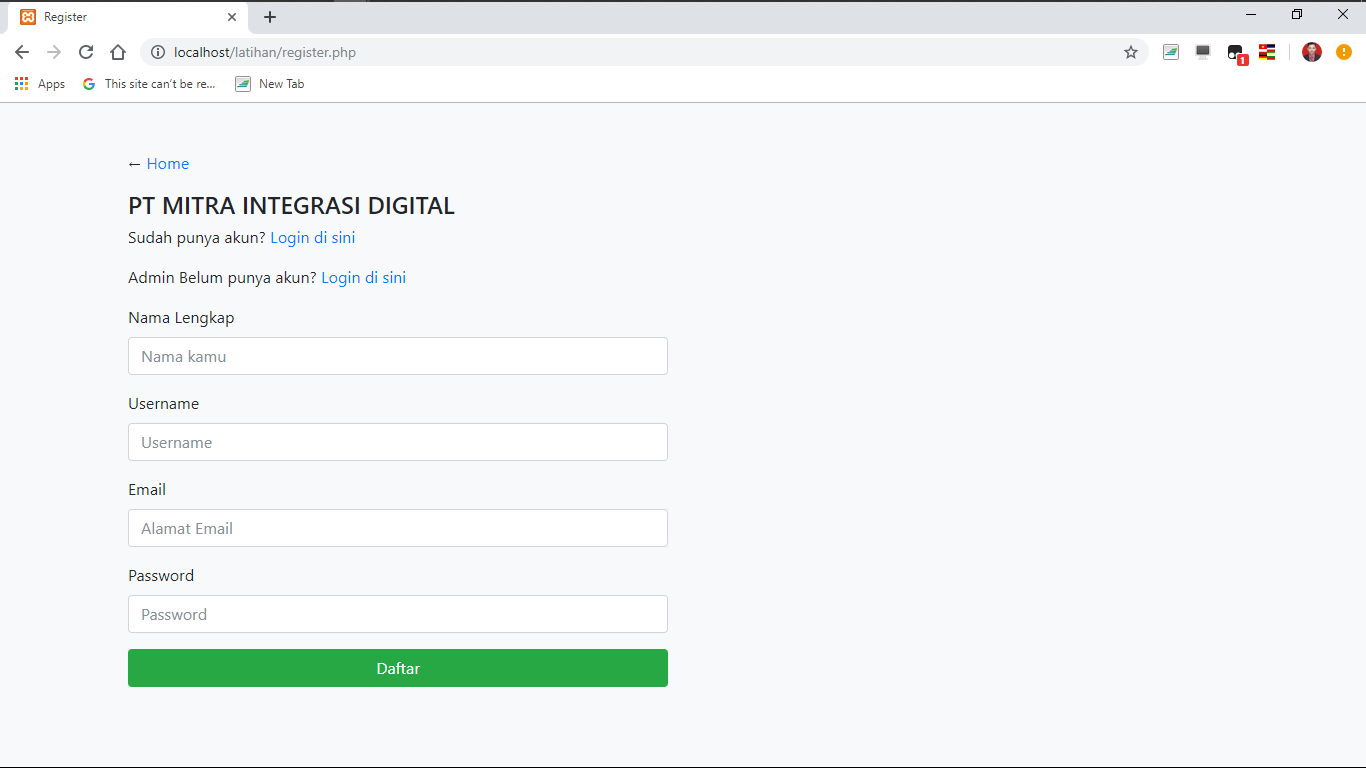 Register
localhost/latihan/register.php
1
Apps
This site can't be re...
New Tab
← Home
PT MITRA INTEGRASI DIGITAL
Sudah punya akun? Login di sini
Admin Belum punya akun? Login di sini
Nama Lengkap
Nama kamu
Username
Username
Email
Alamat Email
Password
Password
Daftar